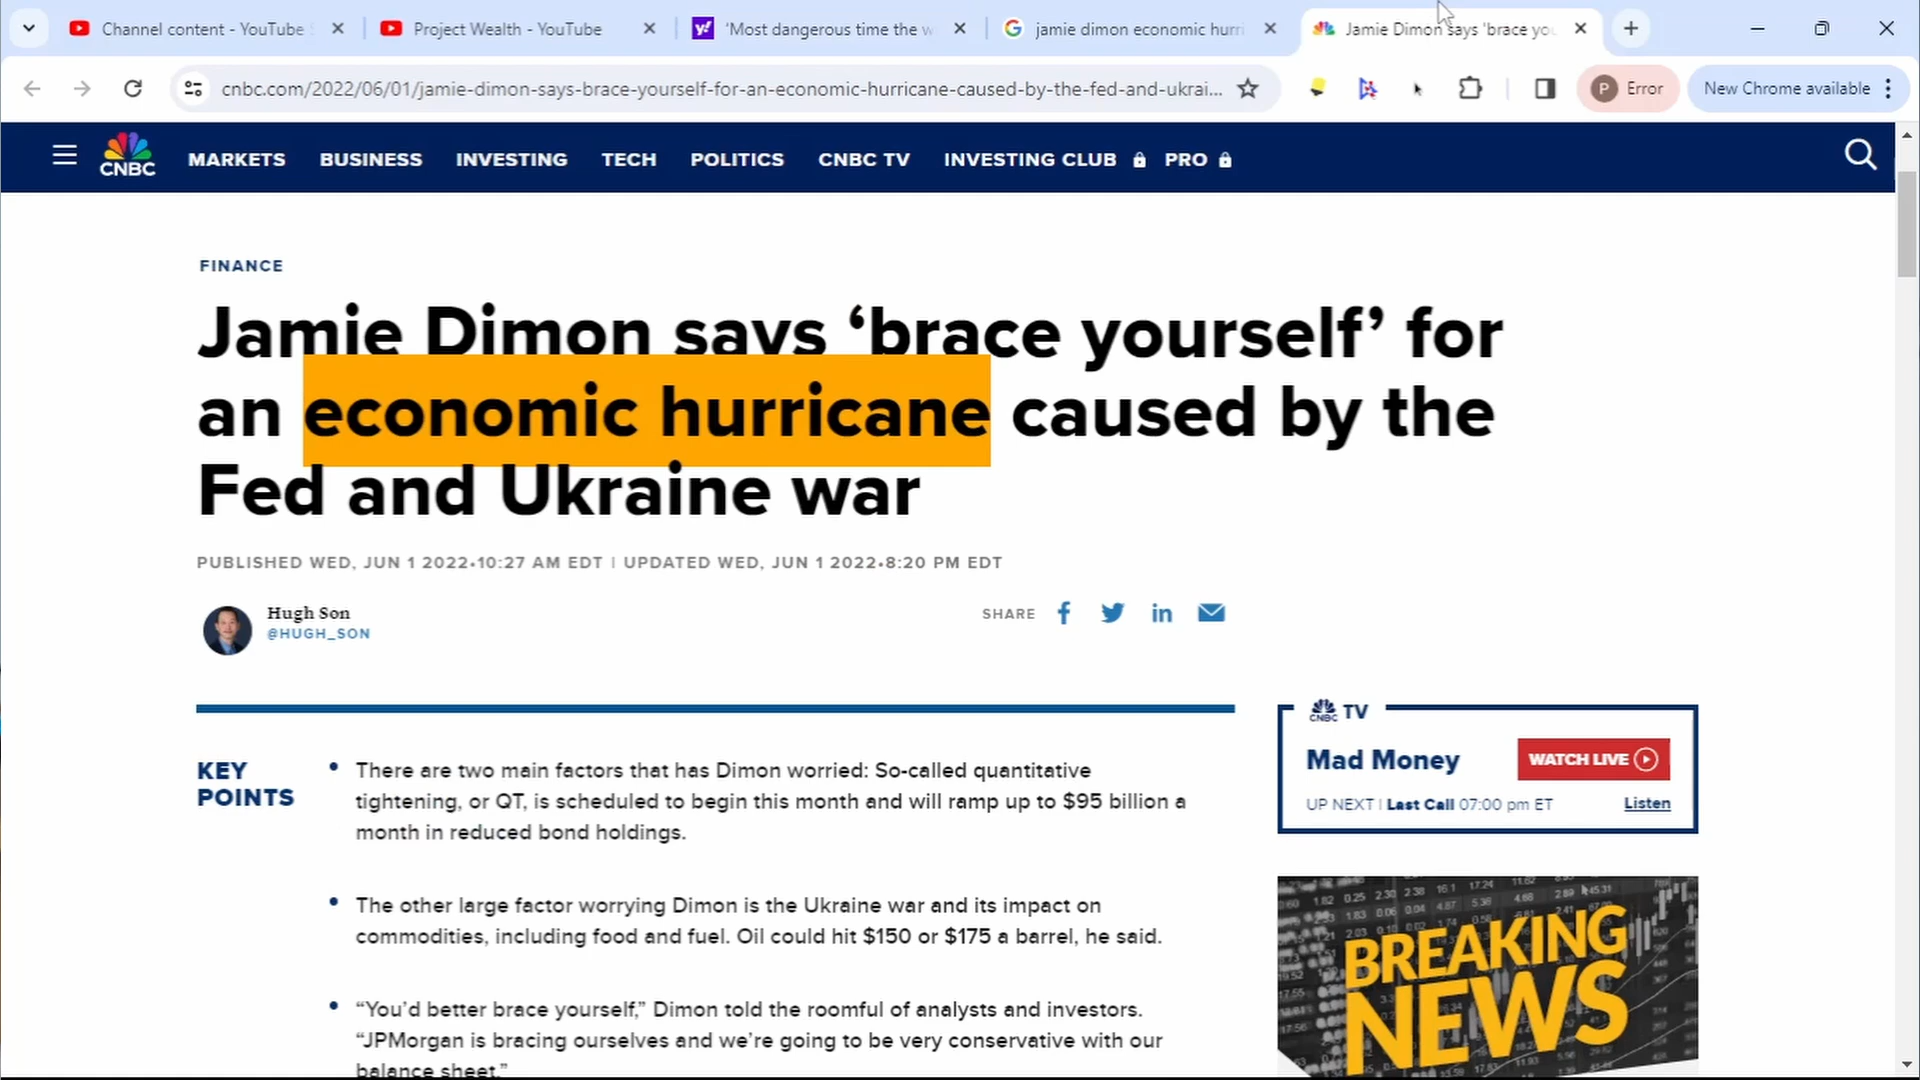 Channel content - YouTube
Project Wealth - YouTube
'Most dangerous time the w
jamie dimon economic hurri
Jamie Dimon says 'brace you
cnbc.com/2022/06/01/jamie-dimon-says-brace-yourself-for-an-economic-hurricane-caused-by-the-fed-and-ukrai...
P Error
New Chrome available
CNBC
MARKETS BUSINESS INVESTING TECH POLITICS CNBC TV INVESTING CLUB PRO
FINANCE
Jamie Dimon says ‘brace yourself’ for
an economic hurricane caused by the
Fed and Ukraine war
PUBLISHED WED, JUN 1 2022•10:27 AM EDT | UPDATED WED, JUN 1 2022•8:20 PM EDT
Hugh Son
@HUGH_SON
SHARE
KEY
POINTS
• There are two main factors that has Dimon worried: So-called quantitative
tightening, or QT, is scheduled to begin this month and will ramp up to $95 billion a
month in reduced bond holdings.
• The other large factor worrying Dimon is the Ukraine war and its impact on
commodities, including food and fuel. Oil could hit $150 or $175 a barrel, he said.
• “You’d better brace yourself,” Dimon told the roomful of analysts and investors.
“JPMorgan is bracing ourselves and we’re going to be very conservative with our
balance sheet.”
CNBC TV
Mad Money
WATCH LIVE
UP NEXT | Last Call 07:00 pm ET
Listen
BREAKING
NEWS